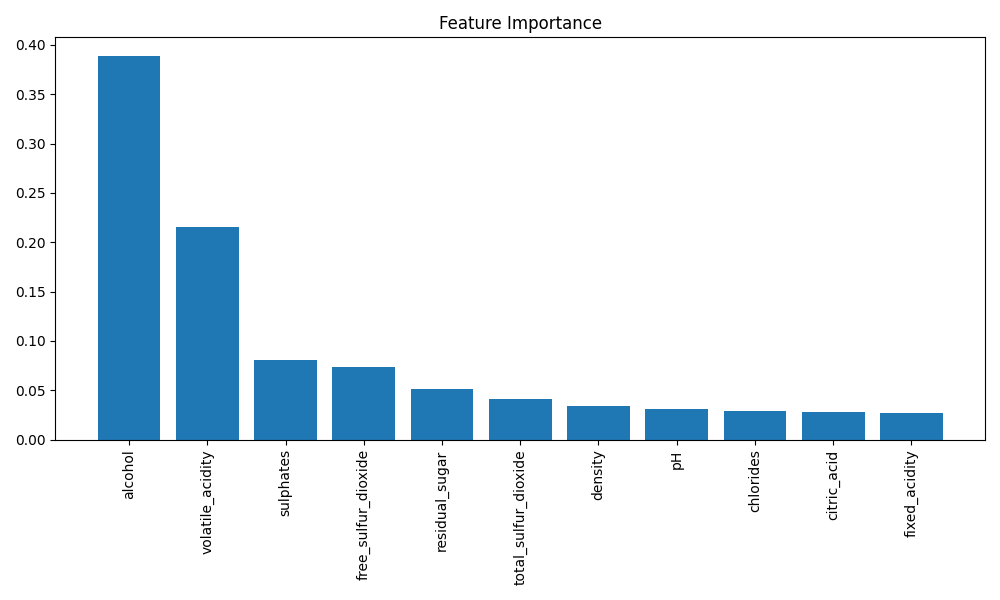 Feature Importance
0.40
0.35
0.30
0.25
0.20
0.15
0.10
0.05
0.00
alcohol
volatile_acidity
sulphates
free_sulfur_dioxide
residual_sugar
total_sulfur_dioxide
density
pH
chlorides
citric_acid
fixed_acidity